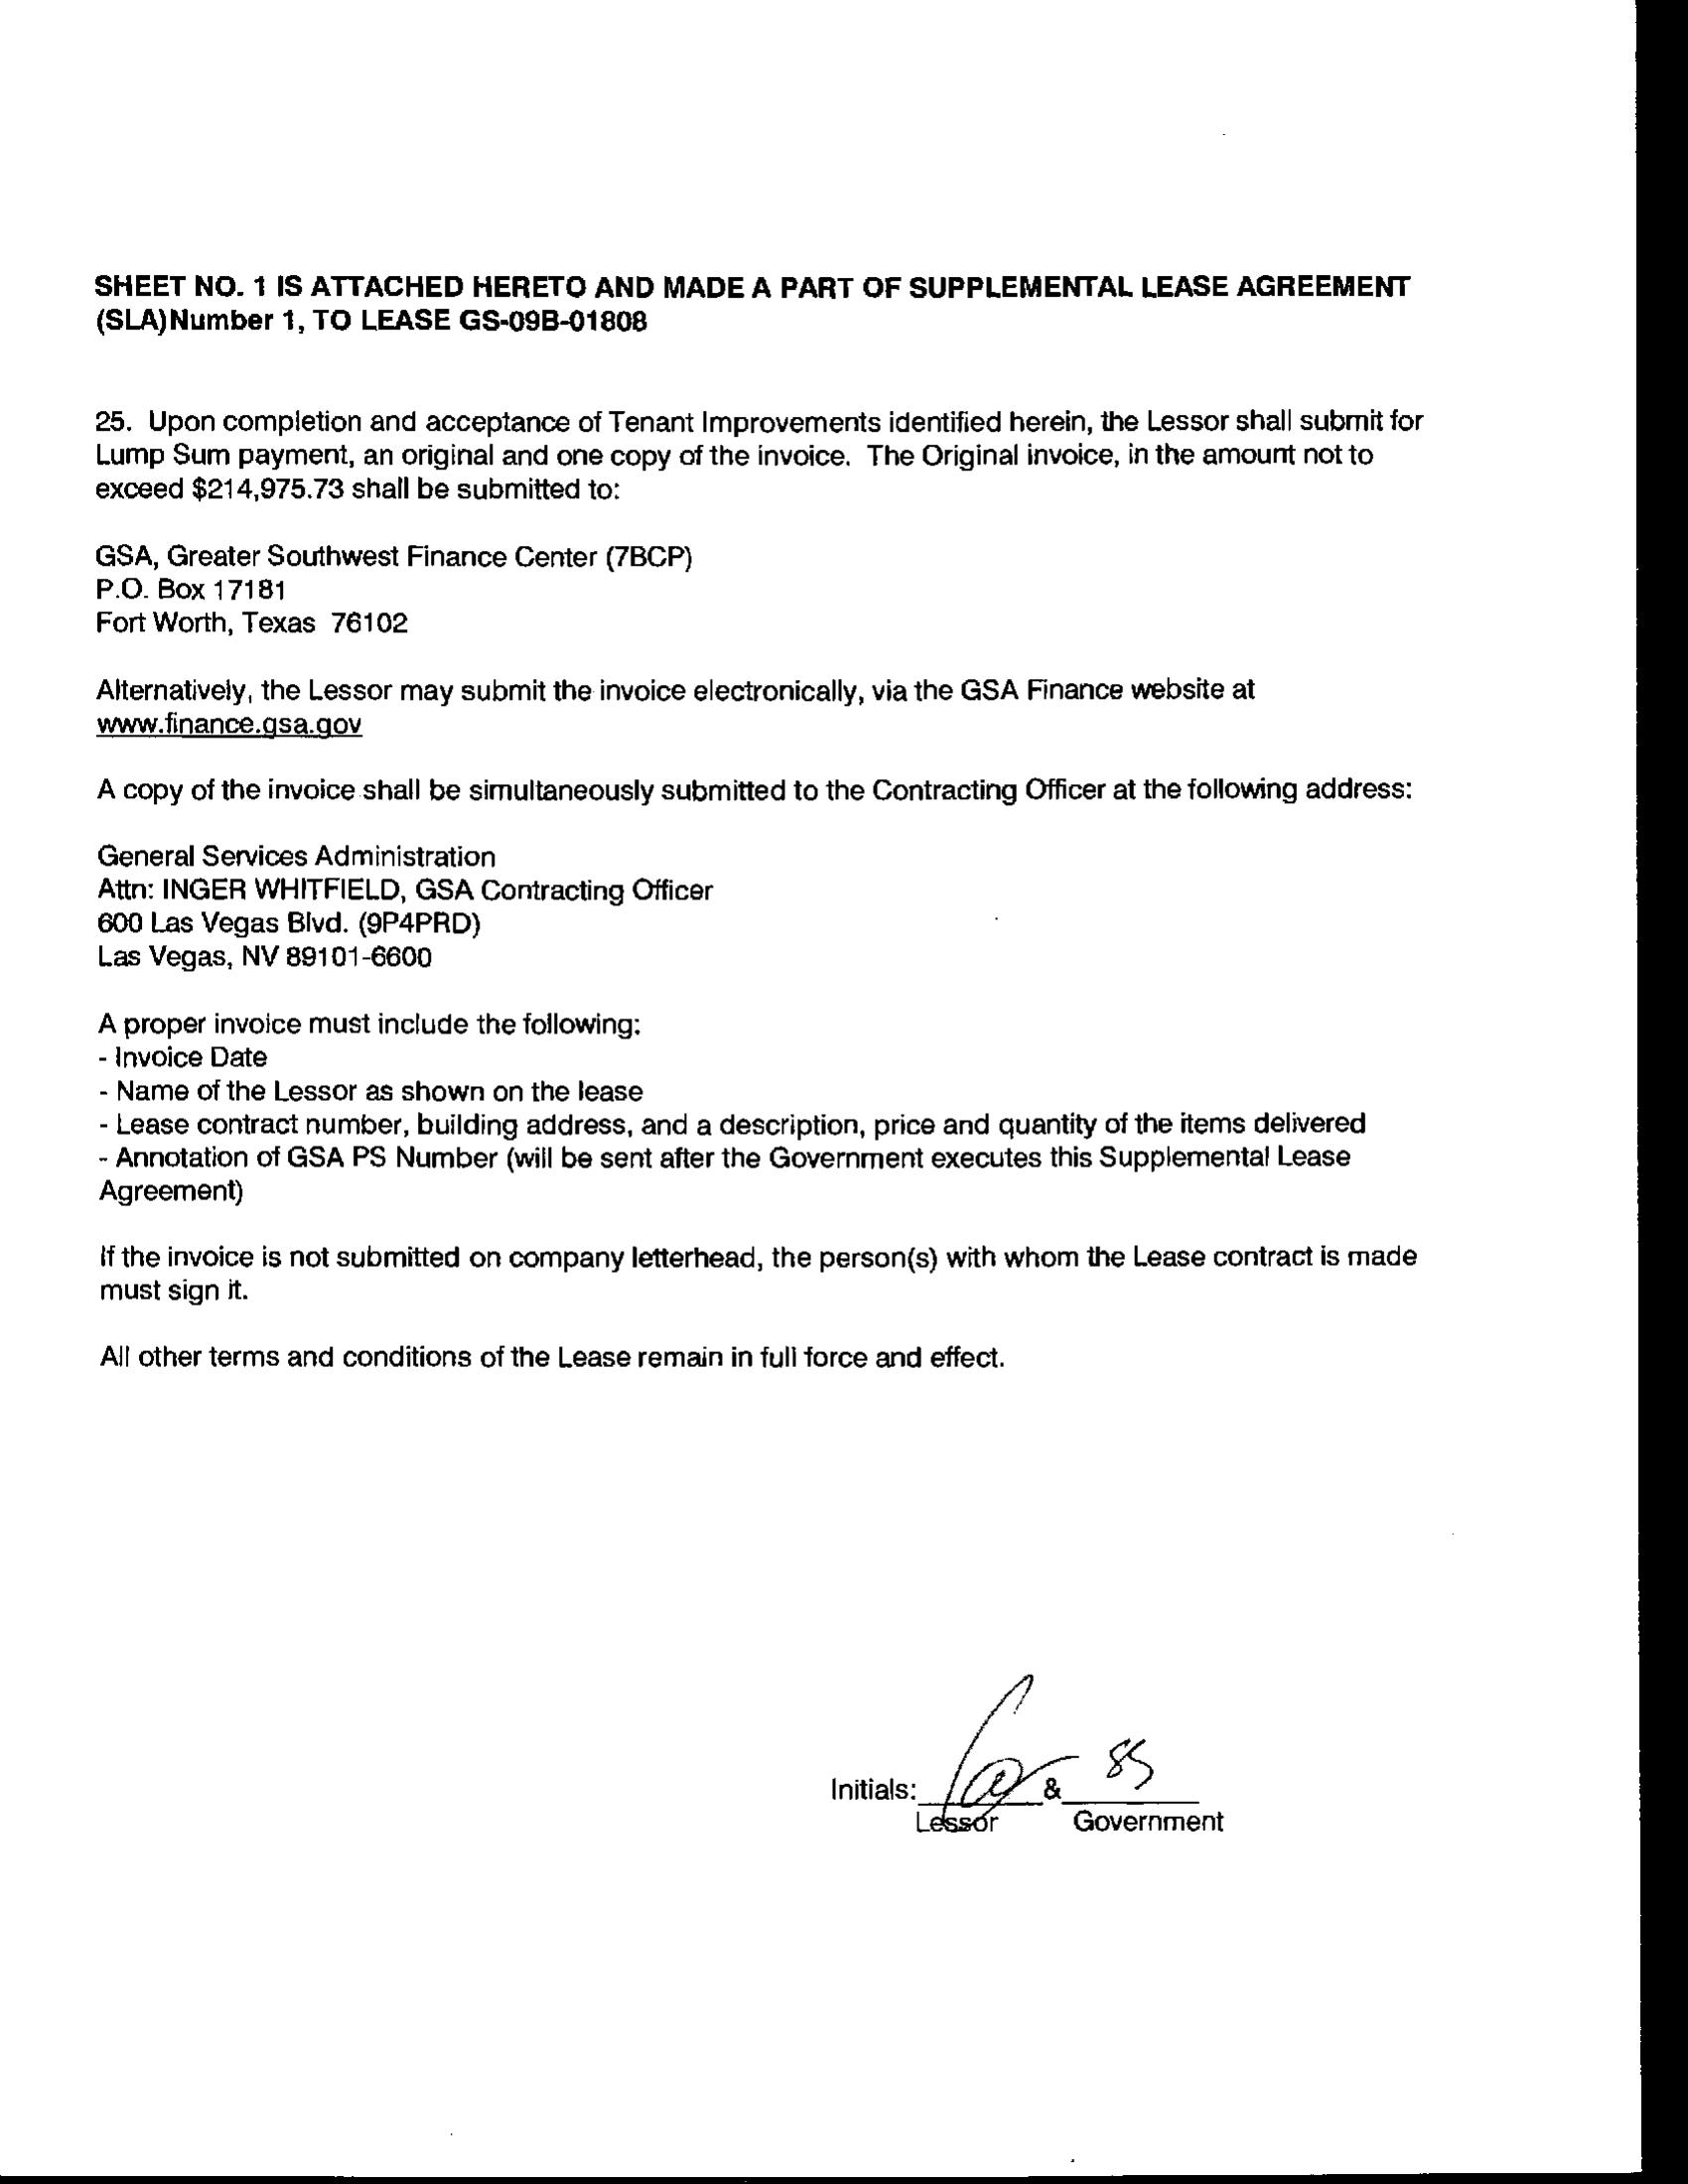 SHEET NO. 1 IS ATTACHED HERETO AND MADE A PART OF SUPPLEMENTAL LEASE AGREEMENT
(SLA)Number 1, TO LEASE GS-09B-01808
25. Upon completion and acceptance of Tenant Improvements identified herein, the Lessor shall submit for
Lump Sum payment, an original and one copy of the invoice. The Original invoice, in the amount not to
exceed $214,975.73 shall be submitted to:
GSA, Greater Southwest Finance Center (7BCP)
P.O. Box 17181
Fort Worth, Texas 76102
Alternatively, the Lessor may submit the invoice electronically, via the GSA Finance website at
www.finance.gsa.gov
A copy of the invoice shall be simultaneously submitted to the Contracting Officer at the following address:
General Services Administration
Attn: INGER WHITFIELD, GSA Contracting Officer
600 Las Vegas Blvd. (9P4PRD)
Las Vegas, NV 89101-6600
A proper invoice must include the following:
- Invoice Date
- Name of the Lessor as shown on the lease
- Lease contract number, building address, and a description, price and quantity of the items delivered
- Annotation of GSA PS Number (will be sent after the Government executes this Supplemental Lease
Agreement)
If the invoice is not submitted on company letterhead, the person(s) with whom the Lease contract is made
must sign it.
All other terms and conditions of the Lease remain in full force and effect.
Initials: &
Lessor Government